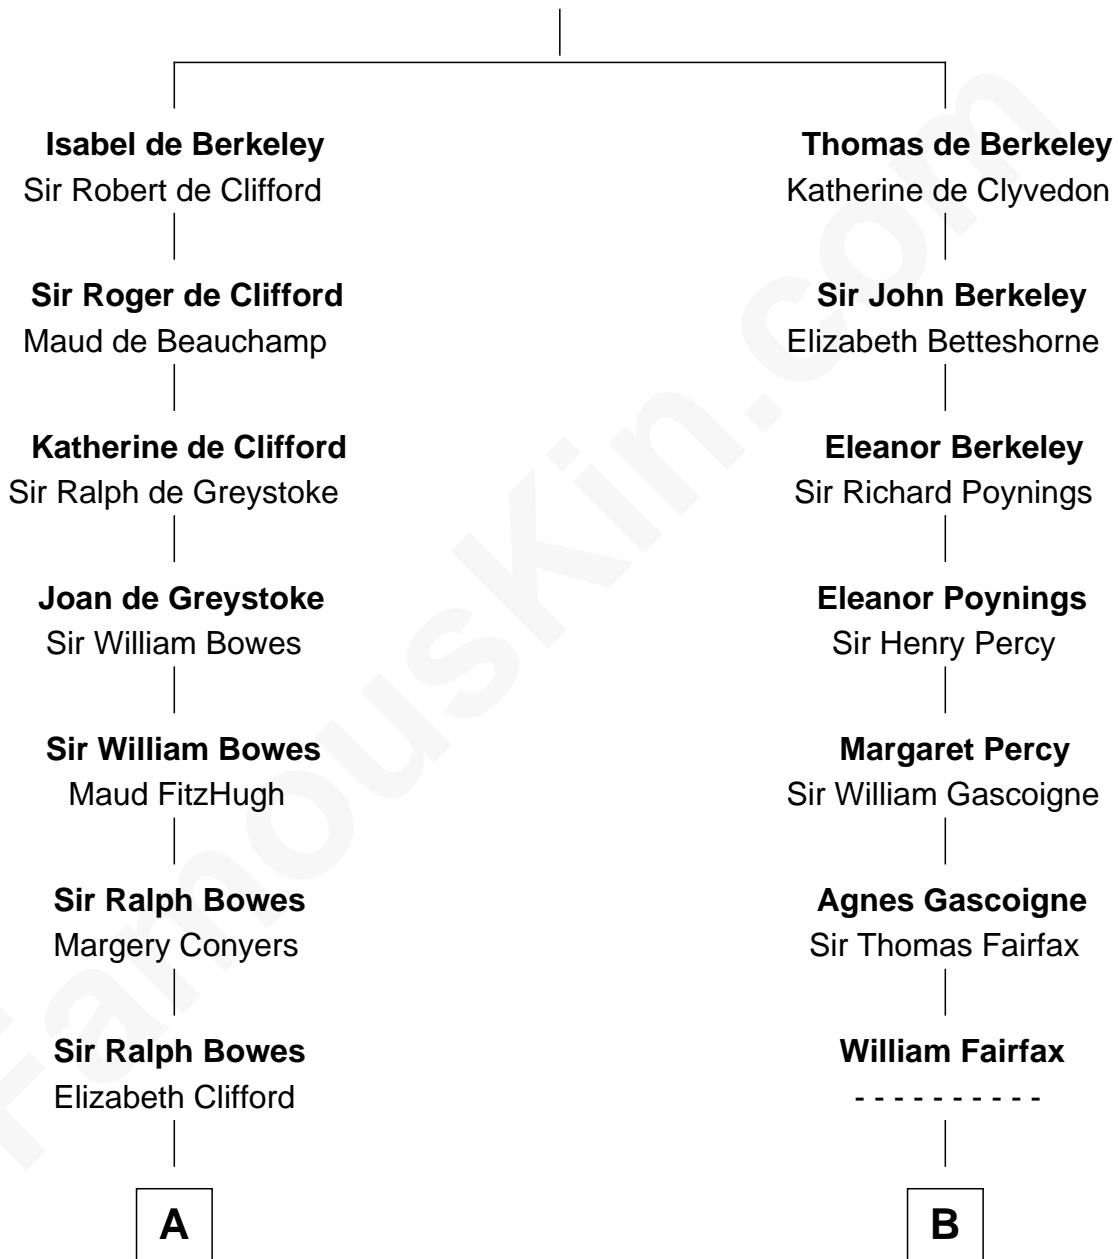 Isabel de Berkeley
Sir Robert de Clifford
Sir Roger de Clifford
Maud de Beauchamp
Katherine de Clifford
Sir Ralph de Greystoke
Joan de Greystoke
Sir William Bowes
Sir William Bowes
Maud FitzHugh
Sir Ralph Bowes
Margery Conyers
Sir Ralph Bowes
Elizabeth Clifford
A
Thomas de Berkeley
Katherine de Clyvedon
Sir John Berkeley
Elizabeth Betteshorne
Eleanor Berkeley
Sir Richard Poynings
Eleanor Poynings
Sir Henry Percy
Margaret Percy
Sir William Gascoigne
Agnes Gascoigne
Sir Thomas Fairfax
William Fairfax
- - - - - - - - - -
B
FamousKin.com